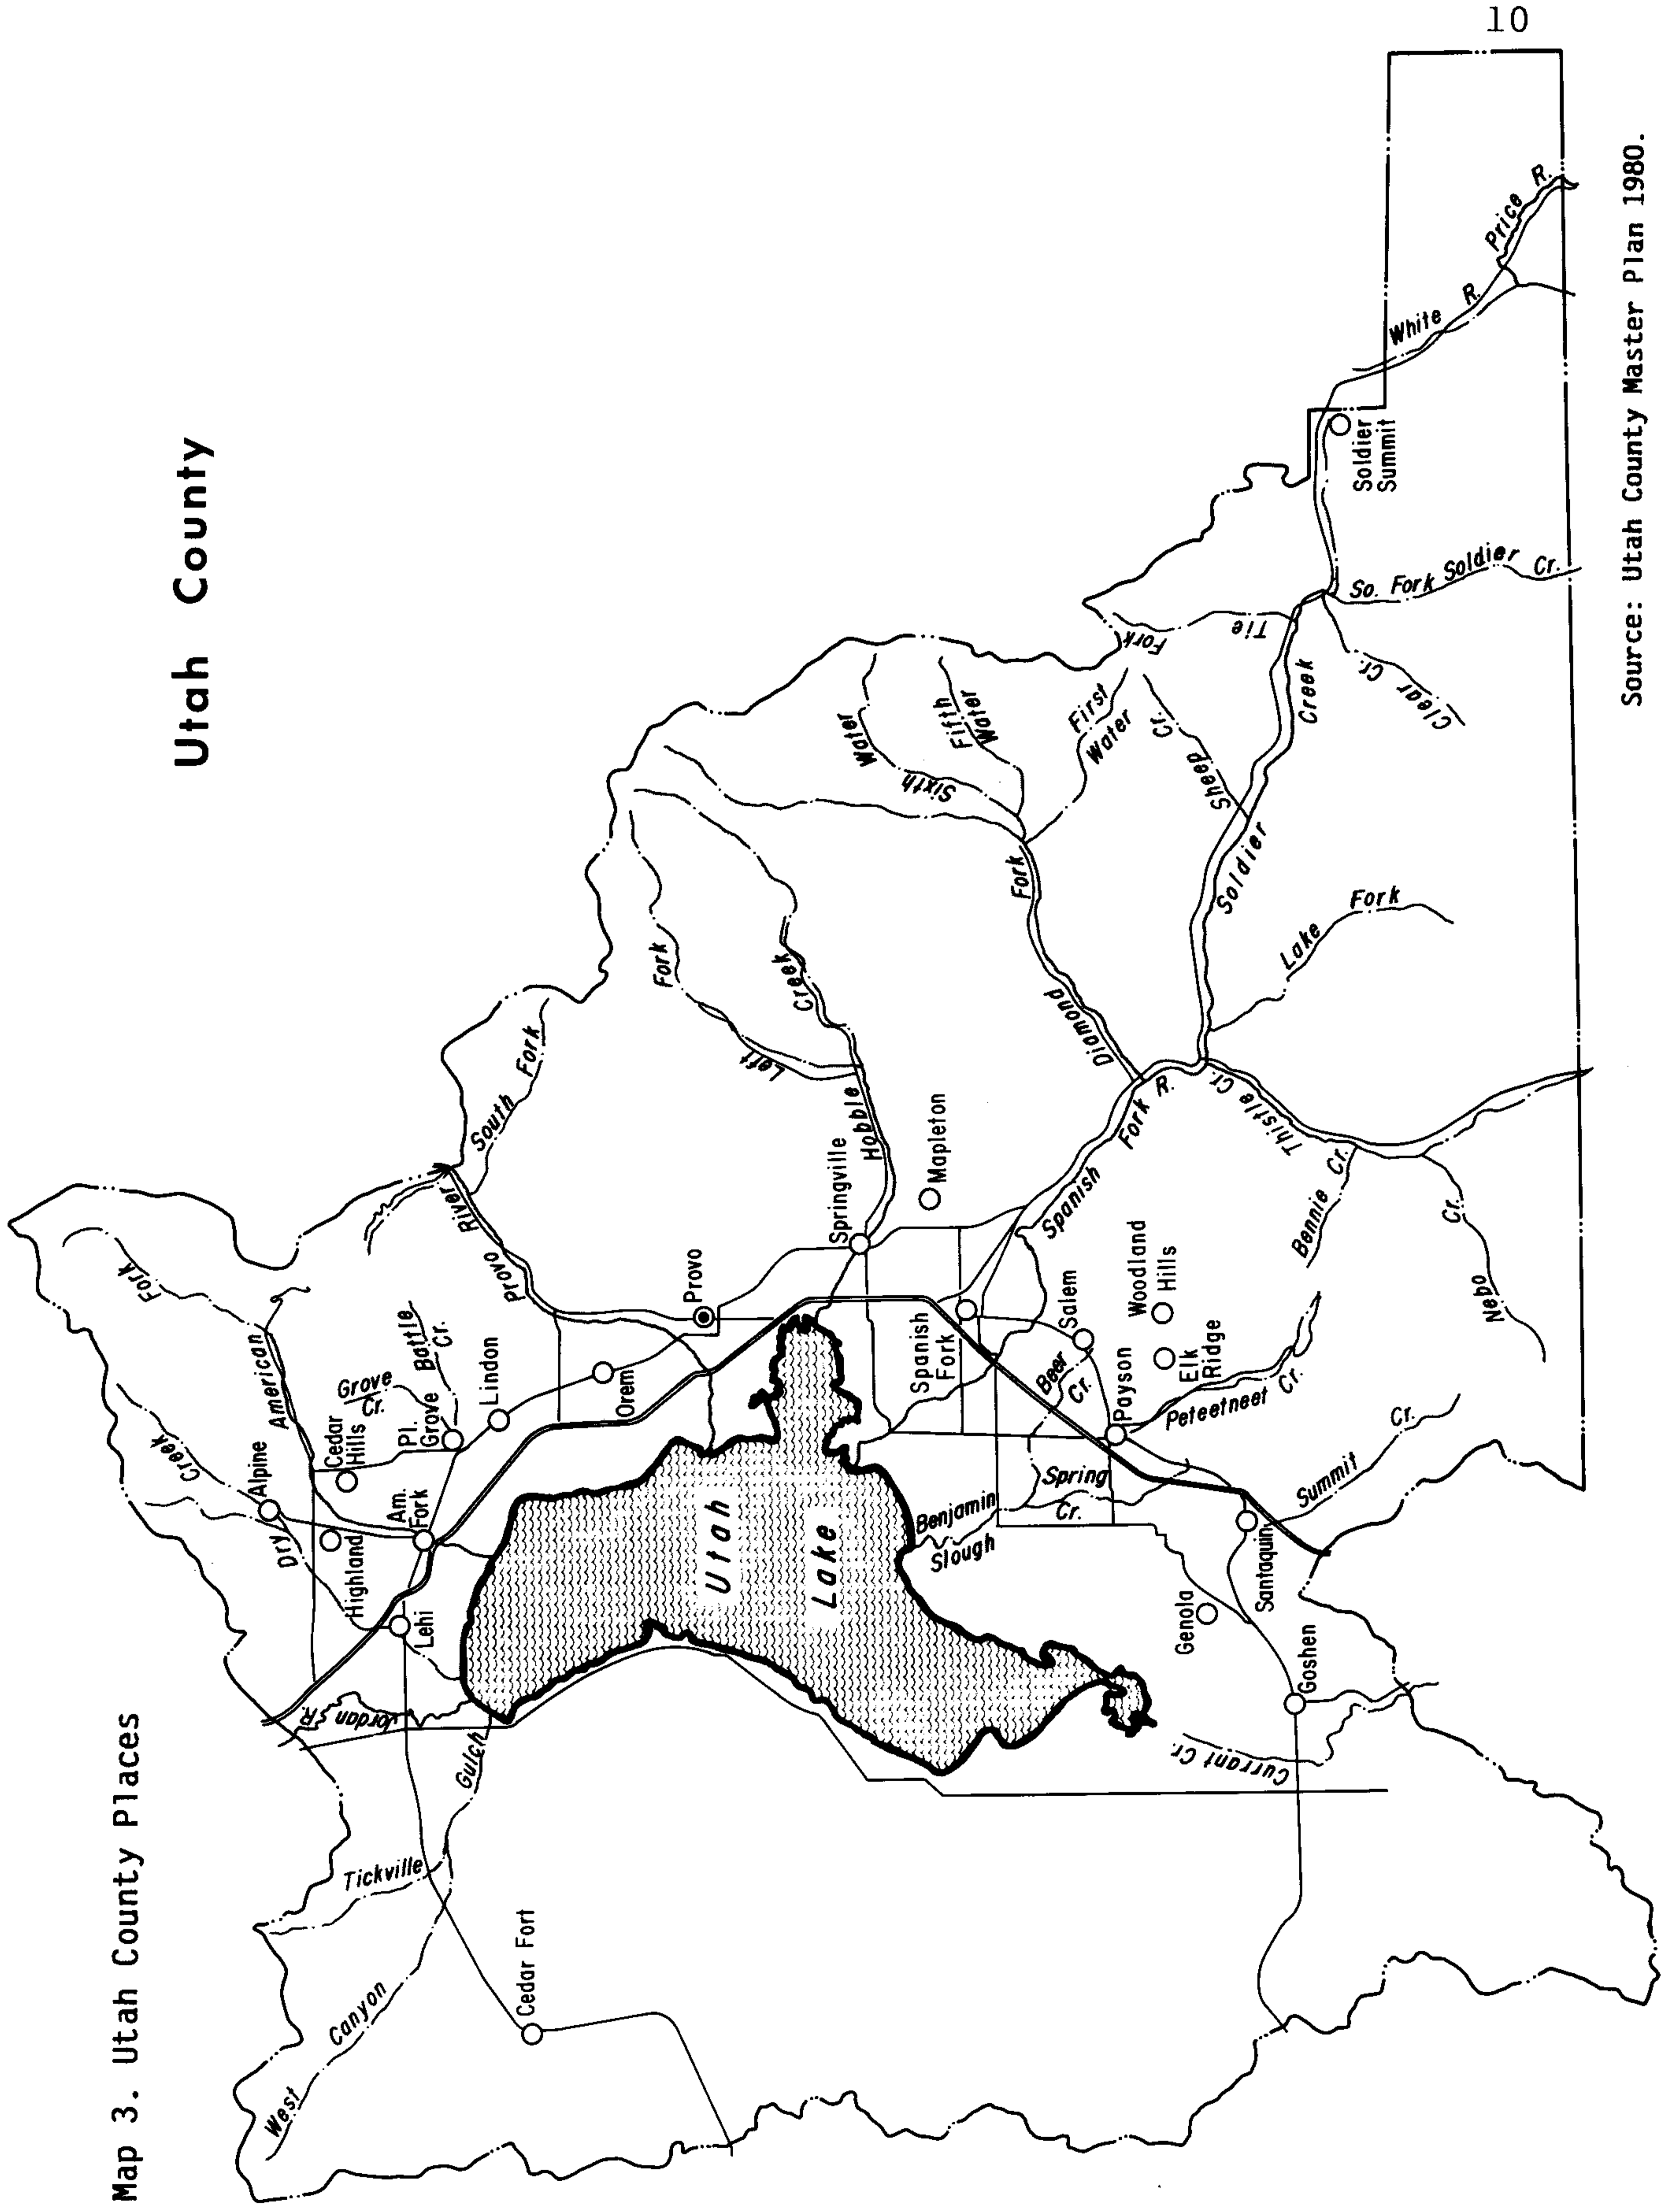 10
Map 3. Utah County Places
Utah County
West
Canyon
Tickville
Gulch
Cedar Fort
Jordan
R.
Lehi
Highland
Dry
Creek
Alpine
Am.
Fork
American
Fork
Cedar
Hills
Pl.
Grove
Grove
Cr.
Battle
Cr.
Lindon
Orem
Provo
River
South
Fork
Provo
Utah
Lake
Springville
Hobble
Creek
Left
Fork
Mapleton
Spanish
Fork
Spanish
Fork R.
Diamond
Fork
Sixth
Water
Fifth
Water
First
Water
Sheep
Cr.
Tie
Fork
Soldier
Creek
Soldier
Summit
White
R.
Price
R.
So. Fork
Soldier
Cr.
Clear
Cr.
Lake
Fork
Thistle
Cr.
Bennie
Cr.
Nebo
Cr.
Salem
Woodland
Hills
Elk
Ridge
Payson
Peteetneet
Cr.
Beer
Cr.
Spring
Cr.
Benjamin
Slough
Summit
Cr.
Santaquin
Genola
Goshen
Currant Cr.
Source: Utah County Master Plan 1980.